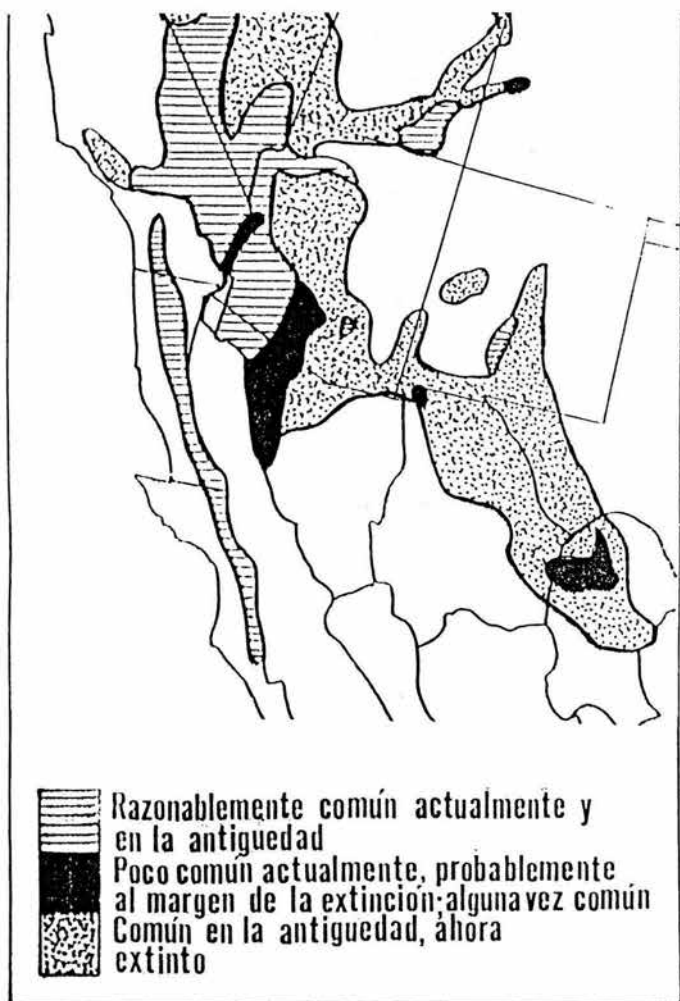 Razonablemente común actualmente y
en la antiguedad
Poco común actualmente, probablemente
al margen de la extinción;alguna vez común
Común en la antiguedad, ahora
extinto